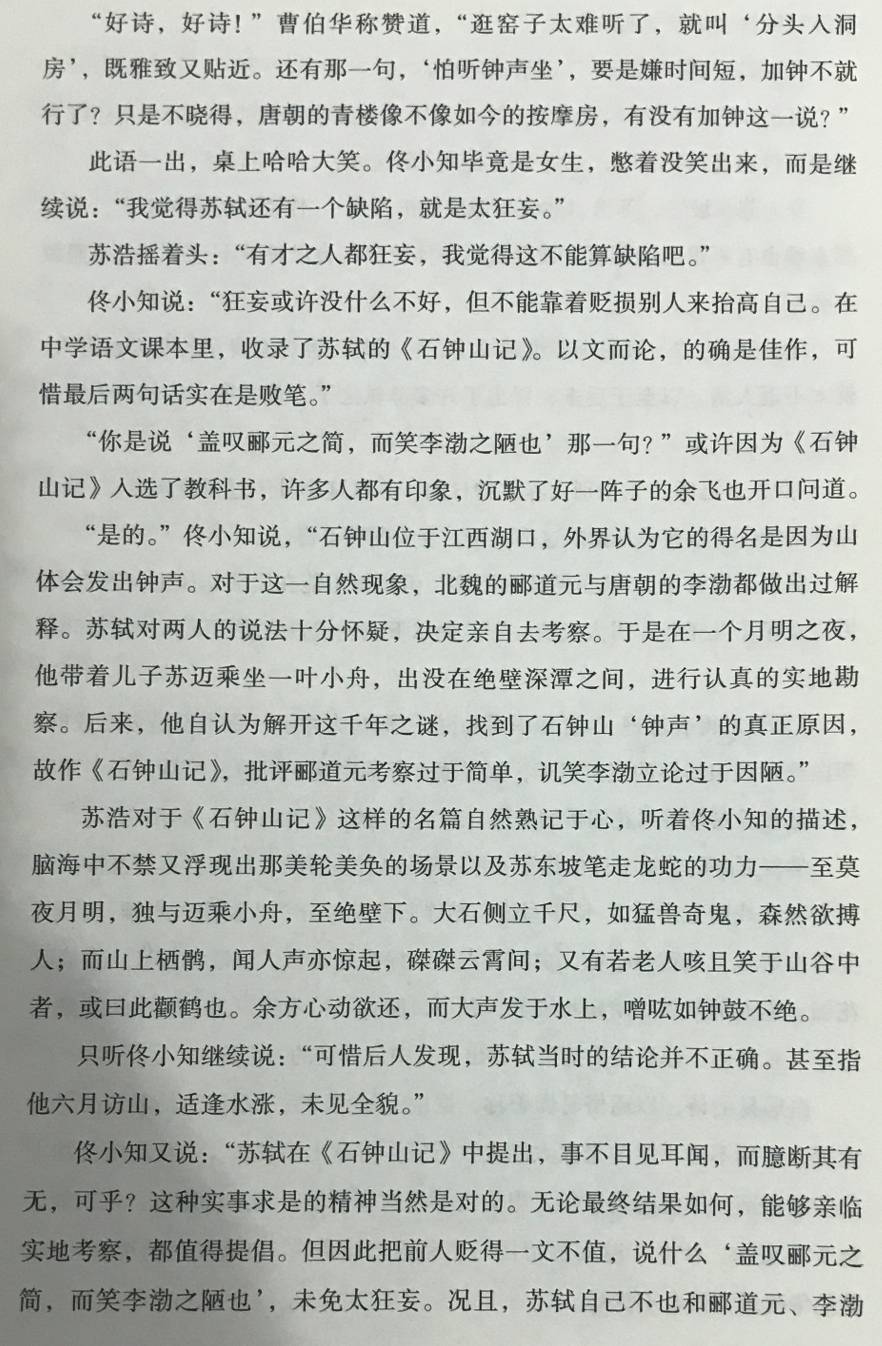 “好诗，好诗！”曹伯华称赞道，“逛窑子太难听了，就叫‘分头入洞
房’，既雅致又贴近。还有那一句，‘怕听钟声坐’，要是嫌时间短，加钟不就
行了？只是不晓得，唐朝的青楼像不像如今的按摩房，有没有加钟这一说？”
此语一出，桌上哈哈大笑。佟小知毕竟是女生，憋着没笑出来，而是继
续说：“我觉得苏轼还有一个缺陷，就是太狂妄。”
苏浩摇着头：“有才之人都狂妄，我觉得这不能算缺陷吧。”
佟小知说：“狂妄或许没什么不好，但不能靠着贬损别人来抬高自己。在
中学语文课本里，收录了苏轼的《石钟山记》。以文而论，的确是佳作，可
惜最后两句话实在是败笔。”
“你是说‘盖叹郦元之简，而笑李渤之陋也’那一句？”或许因为《石钟
山记》入选了教科书，许多人都有印象，沉默了好一阵子的余飞也开口问道。
“是的。”佟小知说，“石钟山位于江西湖口，外界认为它的得名是因为山
体会发出钟声。对于这一自然现象，北魏的郦道元与唐朝的李渤都做出过解
释。苏轼对两人的说法十分怀疑，决定亲自去考察。于是在一个月明之夜，
他带着儿子苏迈乘坐一叶小舟，出没在绝壁深潭之间，进行认真的实地勘
察。后来，他自认为解开这千年之谜，找到了石钟山‘钟声’的真正原因，
故作《石钟山记》，批评郦道元考察过于简单，讥笑李渤立论过于因陋。”
苏浩对于《石钟山记》这样的名篇自然熟记于心，听着佟小知的描述，
脑海中不禁又浮现出那美轮美奂的场景以及苏东坡笔走龙蛇的功力——至莫
夜月明，独与迈乘小舟，至绝壁下。大石侧立千尺，如猛兽奇鬼，森然欲搏
人；而山上栖鹘，闻人声亦惊起，磔磔云霄间；又有若老人咳且笑于山谷中
者，或曰此颧鹤也。余方心动欲还，而大声发于水上，噌吰如钟鼓不绝。
只听佟小知继续说：“可惜后人发现，苏轼当时的结论并不正确。甚至指
他六月访山，适逢水涨，未见全貌。”
佟小知又说：“苏轼在《石钟山记》中提出，事不目见耳闻，而臆断其有
无，可乎？这种实事求是的精神当然是对的。无论最终结果如何，能够亲临
实地考察，都值得提倡。但因此把前人贬得一文不值，说什么‘盖叹郦元之
简，而笑李渤之陋也’，未免太狂妄。况且，苏轼自己不也和郦道元、李渤